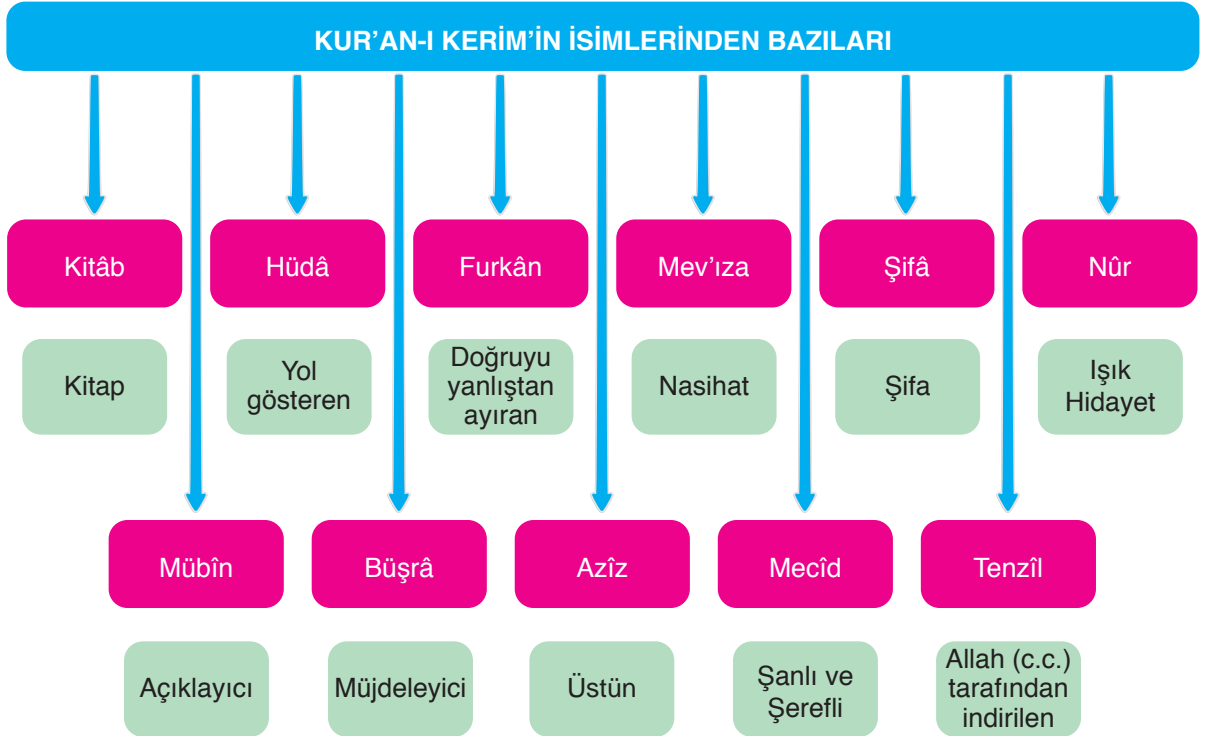 KUR’AN-I KERİM’İN İSİMLERİNDEN BAZILARI
Kitâb
Hüdâ
Furkân
Mev’ıza
Şifâ
Nûr
Kitap
Yol
gösteren
Doğruyu
yanlıştan
ayıran
Nasihat
Şifa
Işık
Hidayet
Mübîn
Büşrâ
Azîz
Mecîd
Tenzîl
Açıklayıcı
Müjdeleyici
Üstün
Şanlı ve
Şerefli
Allah (c.c.)
tarafından
indirilen